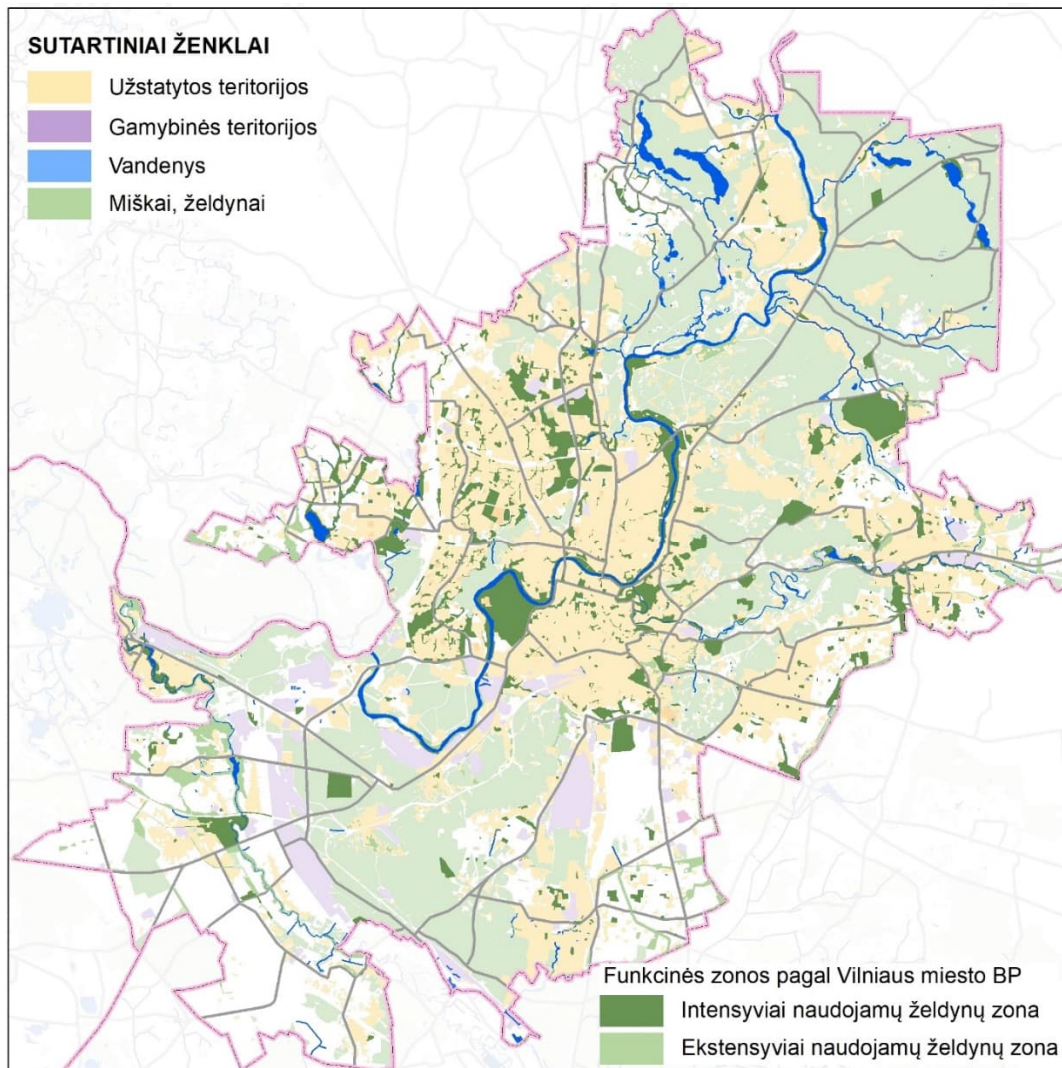 SUTARTINIAI ŽENKLAI
Užstatytos teritorijos
Gamybinės teritorijos
Vandenys
Miškai, želdynai
Funkcinės zonos pagal Vilniaus miesto BP
Intensyviai naudojamų želdynų zona
Ekstensyviai naudojamų želdynų zona